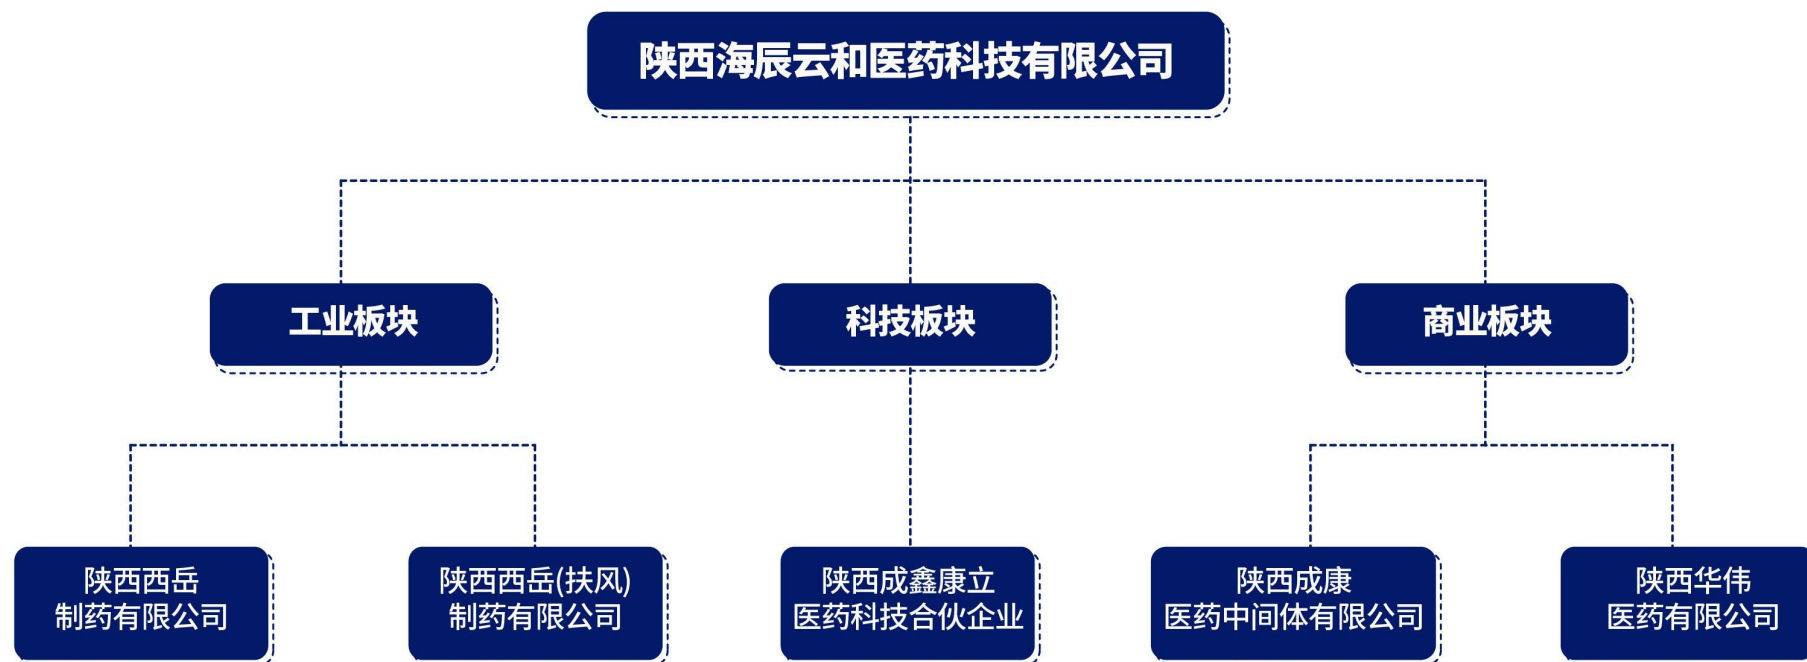 陕西海辰云和医药科技有限公司
工业板块
科技板块
商业板块
陕西西岳
制药有限公司
陕西西岳(扶风)
制药有限公司
陕西成鑫康立
医药科技合伙企业
陕西成康
医药中间体有限公司
陕西华伟
医药有限公司